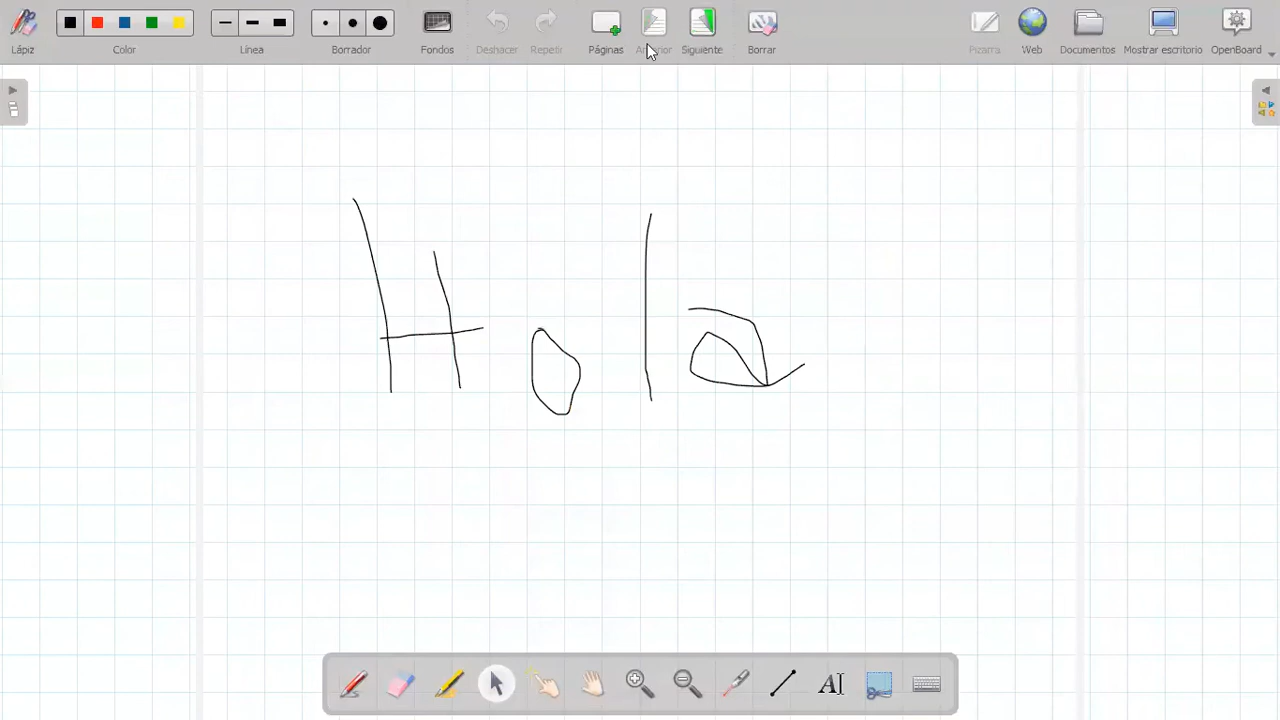 Lápiz Color Línea Borrador Fondos Deshacer Repetir Páginas Siguiente Borrar Pizarra Web Documentos Mostrar escritorio OpenBoard
Hola
A